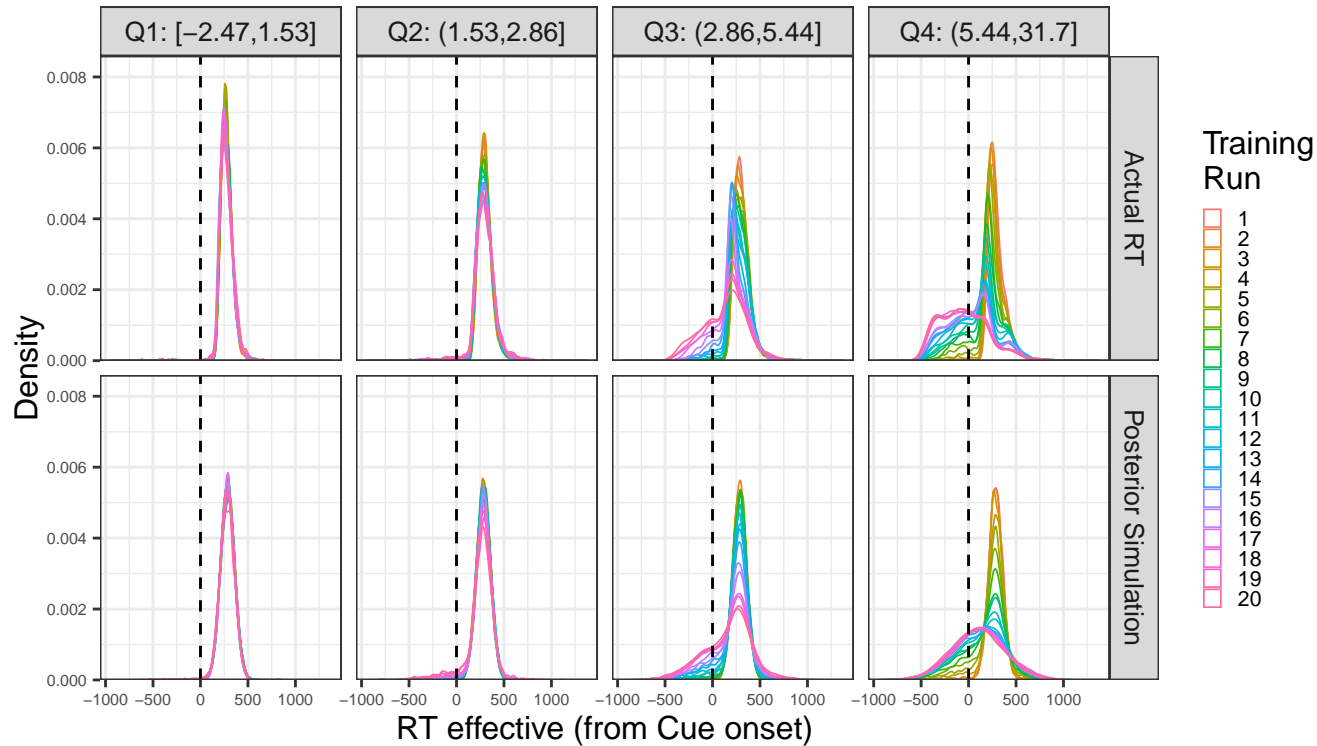 Q1: [−2.47,1.53]
Q2: (1.53,2.86]
Q3: (2.86,5.44]
Q4: (5.44,31.7]
0.008
0.006
0.004
0.002
0.000
Actual RT
0.008
0.006
0.004
0.002
0.000
Posterior Simulation
Density
−1000 −500 0 500 1000
−1000 −500 0 500 1000
−1000 −500 0 500 1000
−1000 −500 0 500 1000
RT effective (from Cue onset)
Training
Run
1
2
3
4
5
6
7
8
9
10
11
12
13
14
15
16
17
18
19
20